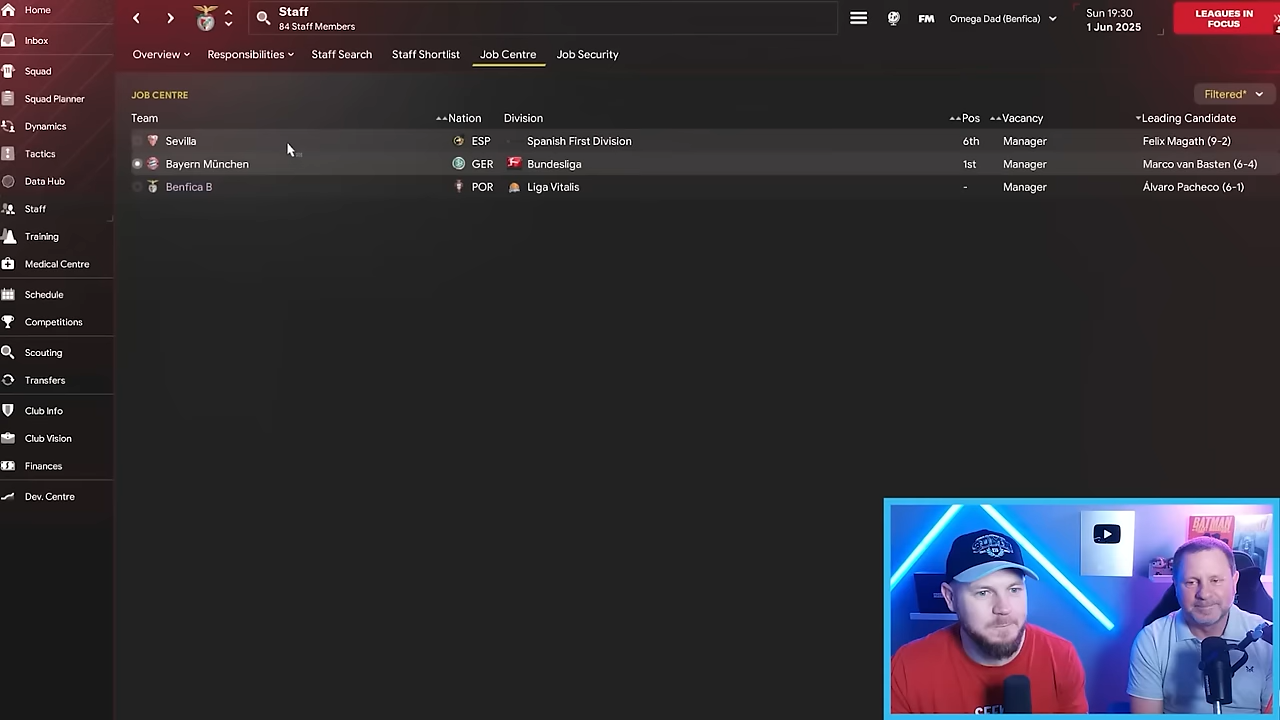 Home
Inbox
Squad
Squad Planner
Dynamics
Tactics
Data Hub
Staff
Training
Medical Centre
Schedule
Competitions
Scouting
Transfers
Club Info
Club Vision
Finances
Dev. Centre
Staff
84 Staff Members
FM
Omega Dad (Benfica)
Sun 19:30
1 Jun 2025
LEAGUES IN
FOCUS
Overview Responsibilities Staff Search Staff Shortlist Job Centre Job Security
JOB CENTRE
Filtered*
Team Nation Division Pos Vacancy Leading Candidate
Sevilla ESP Spanish First Division 6th Manager Felix Magath (9-2)
Bayern München GER Bundesliga 1st Manager Marco van Basten (6-4)
Benfica B POR Liga Vitalis - Manager Álvaro Pacheco (6-1)
BATMAN